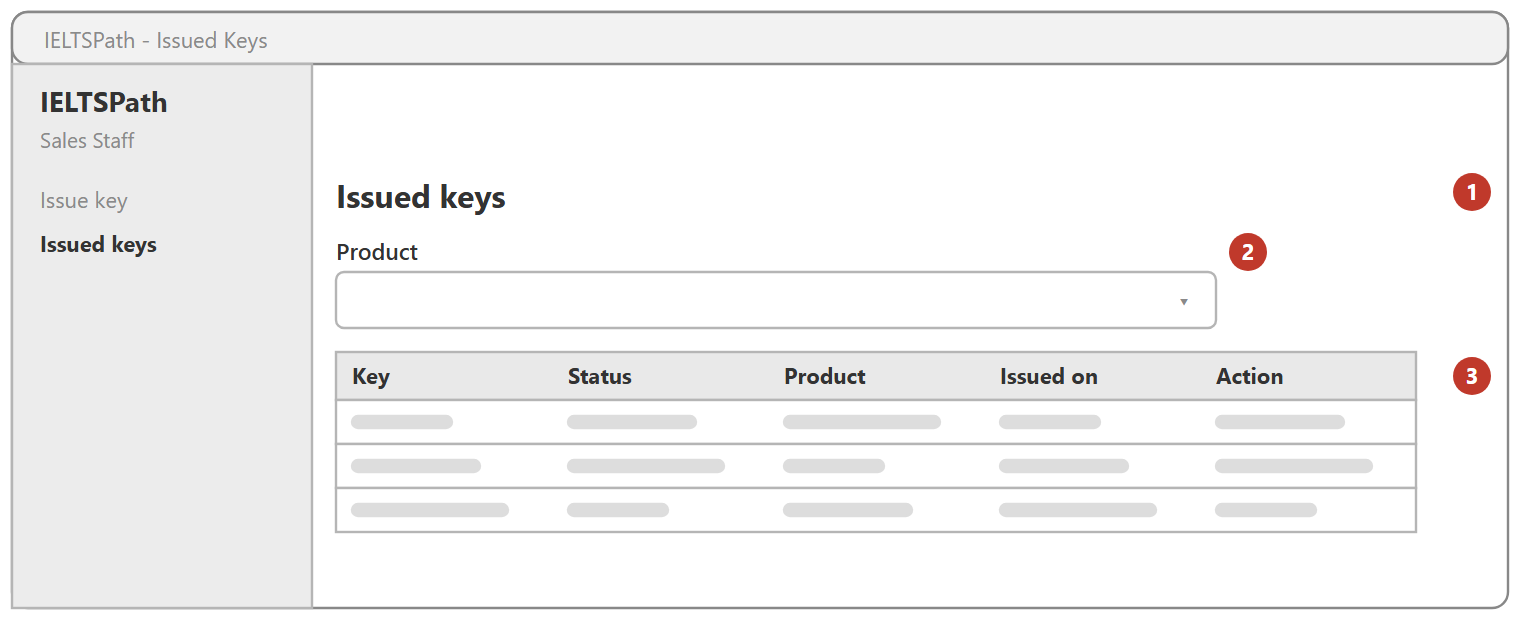 IELTSPath - Issued Keys
IELTSPath
Sales Staff
Issue key
Issued keys
Issued keys
1
Product
2
Key Status Product Issued on Action
3